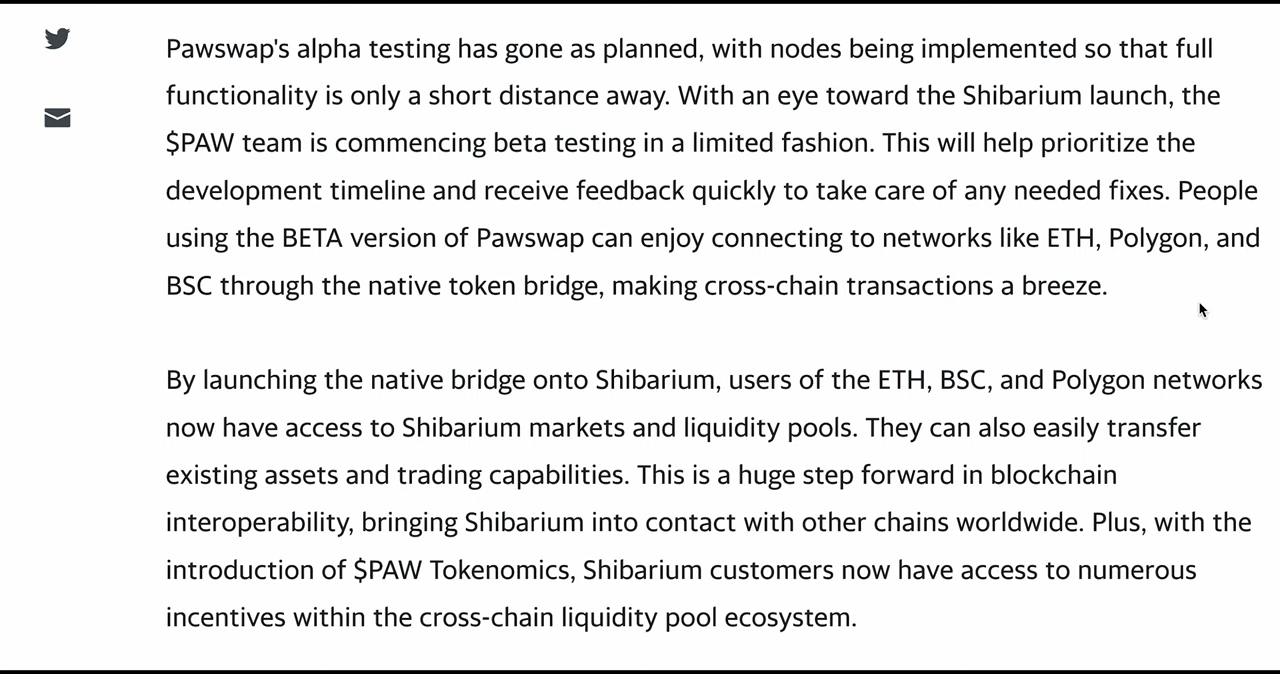 Pawswap's alpha testing has gone as planned, with nodes being implemented so that full
functionality is only a short distance away. With an eye toward the Shibarium launch, the
$PAW team is commencing beta testing in a limited fashion. This will help prioritize the
development timeline and receive feedback quickly to take care of any needed fixes. People
using the BETA version of Pawswap can enjoy connecting to networks like ETH, Polygon, and
BSC through the native token bridge, making cross-chain transactions a breeze.
By launching the native bridge onto Shibarium, users of the ETH, BSC, and Polygon networks
now have access to Shibarium markets and liquidity pools. They can also easily transfer
existing assets and trading capabilities. This is a huge step forward in blockchain
interoperability, bringing Shibarium into contact with other chains worldwide. Plus, with the
introduction of $PAW Tokenomics, Shibarium customers now have access to numerous
incentives within the cross-chain liquidity pool ecosystem.